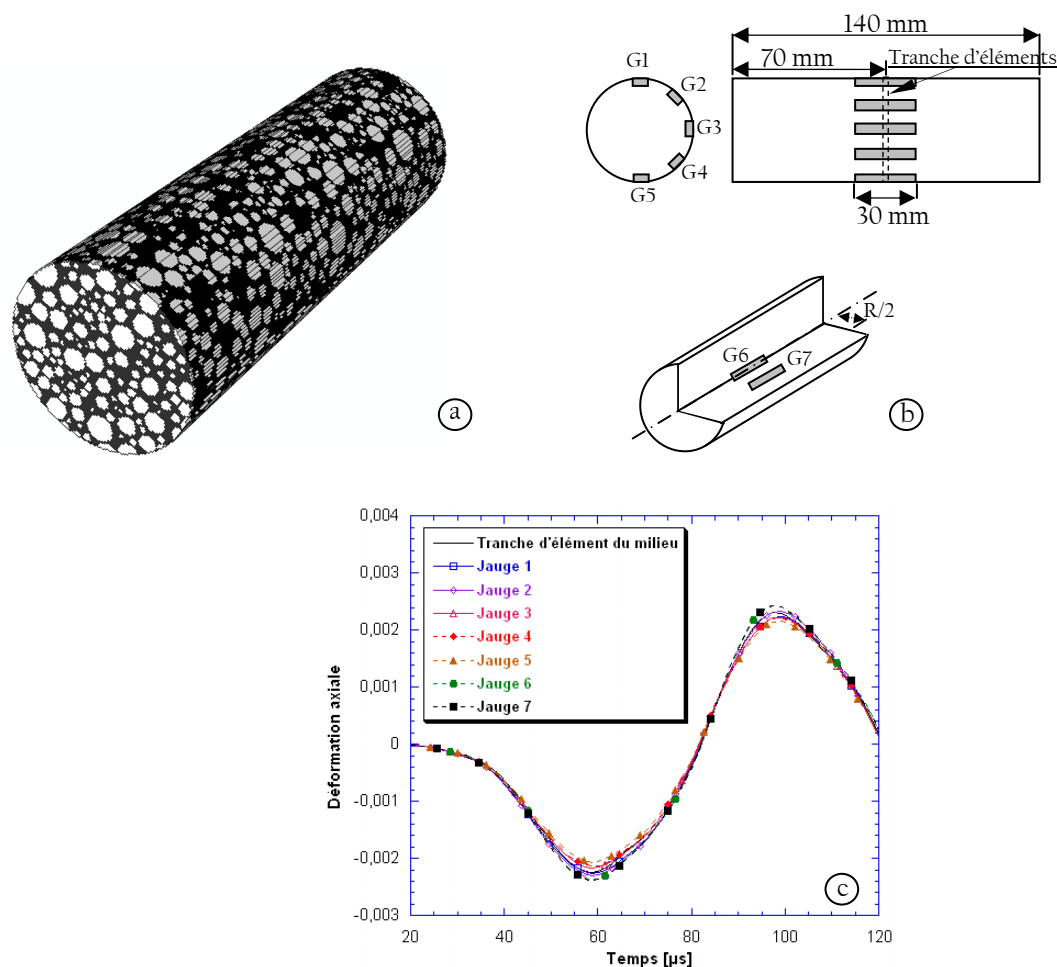 140 mm
70 mm
Tranche d'éléments
G1
G2
G3
G4
G5
30 mm
R/2
G6
G7
a
b
0,004
0,003
0,002
0,001
0
-0,001
-0,002
-0,003
Déformation axiale
Tranche d'élément du milieu
Jauge 1
Jauge 2
Jauge 3
Jauge 4
Jauge 5
Jauge 6
Jauge 7
c
20
40
60
80
100
120
Temps [µs]